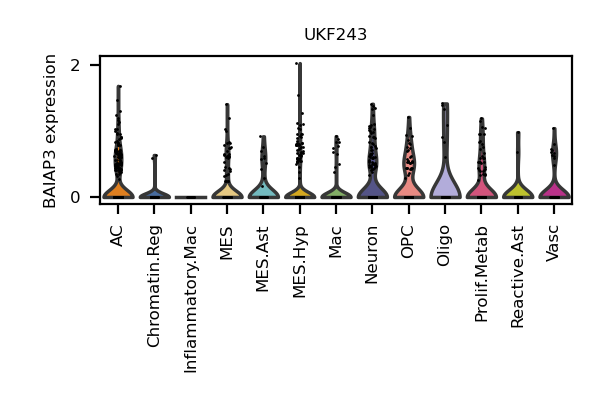 UKF243
BAIAP3 expression
2
0
AC
Chromatin.Reg
Inflammatory.Mac
MES
MES.Ast
MES.Hyp
Mac
Neuron
OPC
Oligo
Prolif.Metab
Reactive.Ast
Vasc